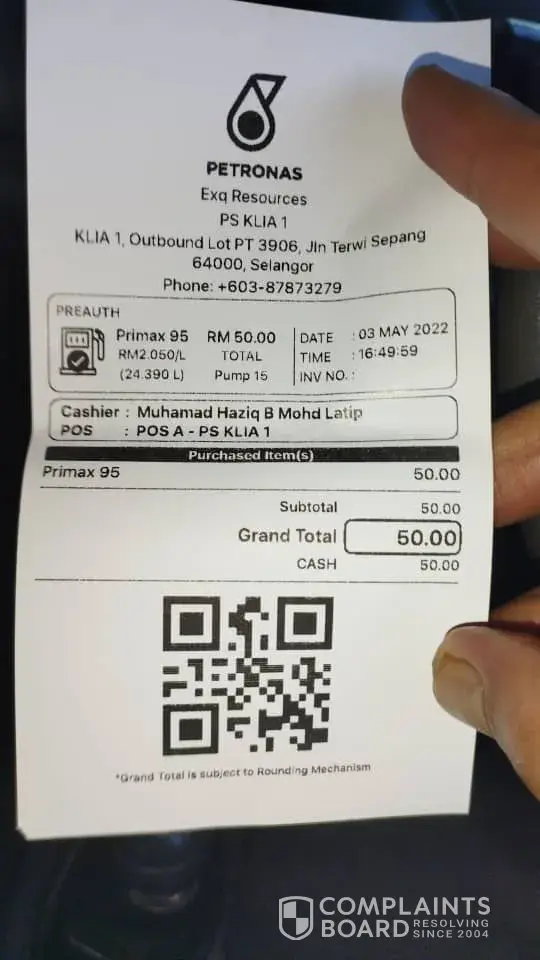 PETRONAS
Exq Resources
PS KLIA 1
KLIA 1, Outbound Lot PT 3906, Jln Terwi Sepang
64000, Selangor
Phone: +603-87873279
PREAUTH
Primax 95 RM 50.00 DATE : 03 MAY 2022
RM2.050/L TOTAL TIME : 16:49:59
(24.390 L) Pump 15 INV NO. :
Cashier : Muhamad Haziq B Mohd Latip
POS : POS A - PS KLIA 1
Purchased Item(s)
Primax 95 50.00
Subtotal 50.00
Grand Total 50.00
CASH 50.00
*Grand Total is subject to Rounding Mechanism
COMPLAINTS
BOARD RESOLVING
SINCE 2004